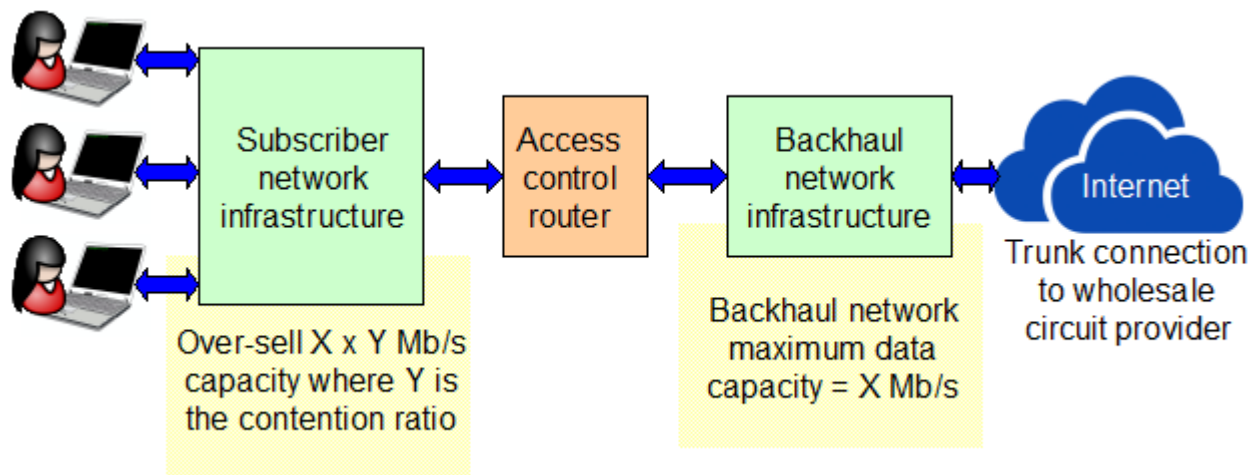 Subscriber
network
infrastructure
Access
control
router
Backhaul
network
infrastructure
Internet
Trunk connection
to wholesale
circuit provider
Over-sell X x Y Mb/s
capacity where Y is
the contention ratio
Backhaul network
maximum data
capacity = X Mb/s